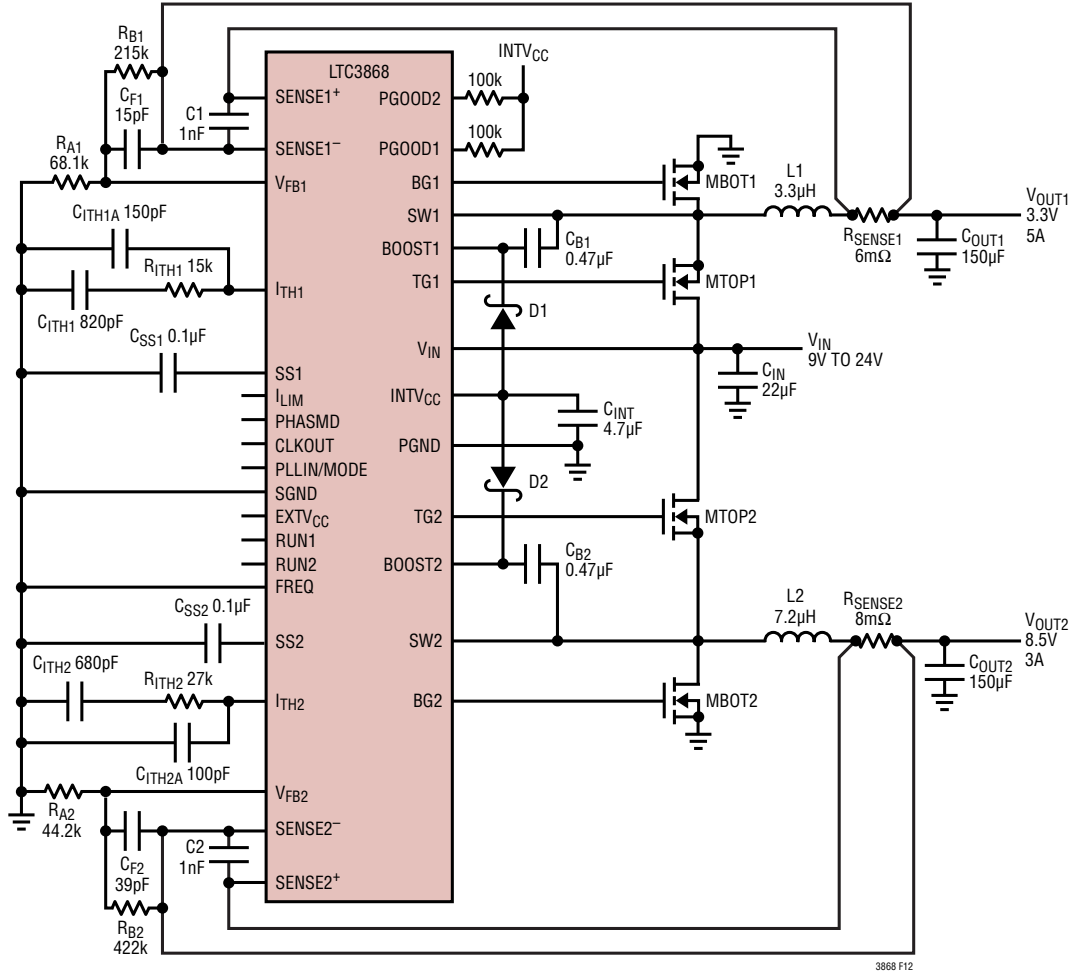 RB1
215k
CF1
15pF
RA1
68.1k
C1
1nF
LTC3868
SENSE1+
SENSE1–
VFB1
CITH1A 150pF
RITH1 15k
ITH1
CITH1 820pF
CSS1 0.1µF
SS1
ILIM
PHASMD
CLKOUT
PLLIN/MODE
SGND
EXTVCC
RUN1
RUN2
FREQ
CSS2 0.1µF
SS2
CITH2 680pF
RITH2 27k
ITH2
CITH2A 100pF
VFB2
RA2
44.2k
SENSE2–
CF2
39pF
C2
1nF
SENSE2+
RB2
422k
PGOOD2
PGOOD1
BG1
SW1
BOOST1
TG1
VIN
INTVCC
PGND
TG2
BOOST2
SW2
BG2
INTVCC
100k
100k
MBOT1
L1
3.3µH
RSENSE1
6mΩ
VOUT1
3.3V
5A
COUT1
150µF
CB1
0.47µF
MTOP1
D1
VIN
9V TO 24V
CIN
22µF
CINT
4.7µF
D2
MTOP2
CB2
0.47µF
L2
7.2µH
RSENSE2
8mΩ
VOUT2
8.5V
3A
COUT2
150µF
MBOT2
3868 F12